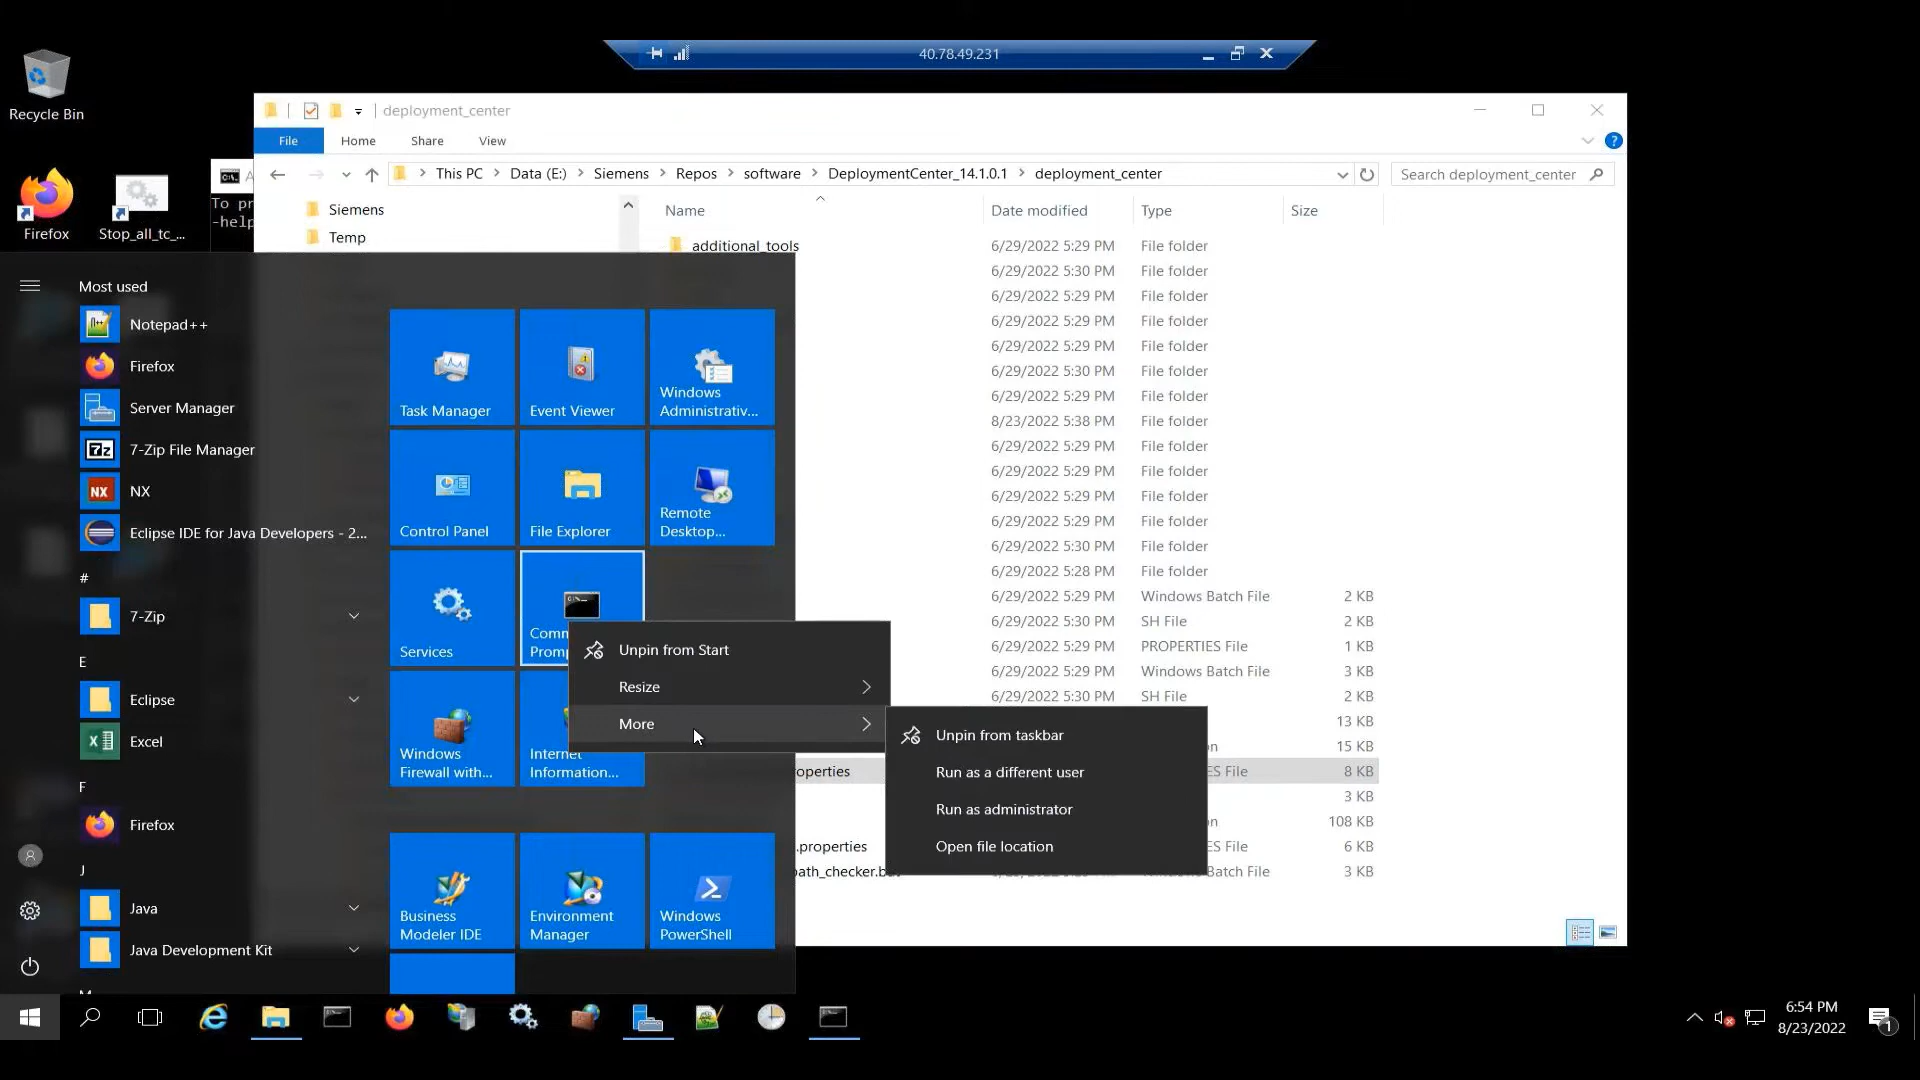 40.78.49.231
Recycle Bin
Firefox
Stop_all_tc_...
deployment_center
File
Home
Share
View
This PC
Data (E:)
Siemens
Repos
software
DeploymentCenter_14.1.0.1
deployment_center
Search deployment_center
To pr
-help
Siemens
Temp
Name
Date modified
Type
Size
additional_tools
6/29/2022 5:29 PM File folder
6/29/2022 5:30 PM File folder
6/29/2022 5:29 PM File folder
6/29/2022 5:29 PM File folder
6/29/2022 5:29 PM File folder
6/29/2022 5:30 PM File folder
6/29/2022 5:29 PM File folder
8/23/2022 5:38 PM File folder
6/29/2022 5:29 PM File folder
6/29/2022 5:29 PM File folder
6/29/2022 5:29 PM File folder
6/29/2022 5:29 PM File folder
6/29/2022 5:30 PM File folder
6/29/2022 5:28 PM File folder
6/29/2022 5:29 PM Windows Batch File 2 KB
6/29/2022 5:30 PM SH File 2 KB
6/29/2022 5:29 PM PROPERTIES File 1 KB
6/29/2022 5:29 PM Windows Batch File 3 KB
6/29/2022 5:30 PM SH File 2 KB
13 KB
15 KB
operties ES File 8 KB
3 KB
108 KB
.properties ES File 6 KB
path_checker.b Batch File 3 KB
Most used
Notepad++
Firefox
Server Manager
7-Zip File Manager
NX
Eclipse IDE for Java Developers - 2...
#
7-Zip
E
Eclipse
Excel
F
Firefox
J
Java
Java Development Kit
Task Manager
Event Viewer
Windows
Administrativ...
Control Panel
File Explorer
Remote
Desktop...
Services
Comm
Promp
Windows
Firewall with...
Internet
Information...
Business
Modeler IDE
Environment
Manager
Windows
PowerShell
Unpin from Start
Resize
More
Unpin from taskbar
Run as a different user
Run as administrator
Open file location
6:54 PM
8/23/2022
1